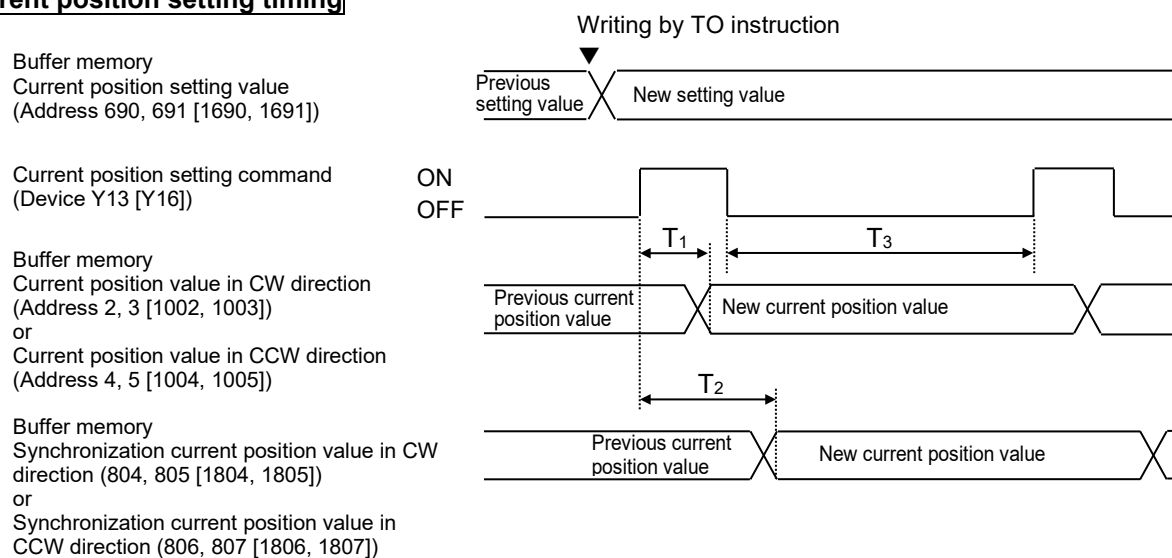 rent position setting timing
Writing by TO instruction
Buffer memory
Current position setting value
(Address 690, 691 [1690, 1691])
Previous
setting value
New setting value
Current position setting command
(Device Y13 [Y16])
ON
OFF
T1
T3
Buffer memory
Current position value in CW direction
(Address 2, 3 [1002, 1003])
or
Current position value in CCW direction
(Address 4, 5 [1004, 1005])
Previous current
position value
New current position value
T2
Buffer memory
Synchronization current position value in CW
direction (804, 805 [1804, 1805])
or
Synchronization current position value in
CCW direction (806, 807 [1806, 1807])
Previous current
position value
New current position value